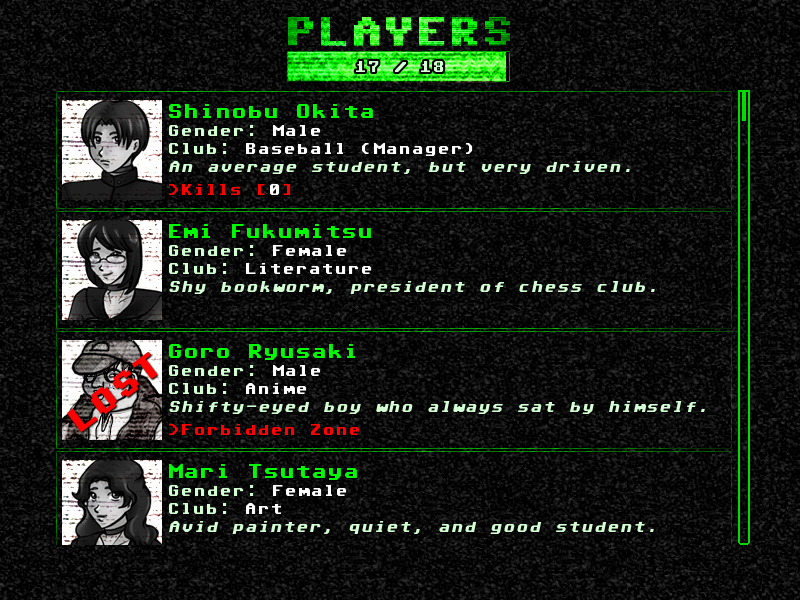 PLAYERS
17 / 18
Shinobu Okita
Gender: Male
Club: Baseball (Manager)
An average student, but very driven.
>Kills [0]
Emi Fukumitsu
Gender: Female
Club: Literature
Shy bookworm, president of chess club.
LOST
Goro Ryusaki
Gender: Male
Club: Anime
Shifty-eyed boy who always sat by himself.
>Forbidden Zone
Mari Tsutaya
Gender: Female
Club: Art
Avid painter, quiet, and good student.